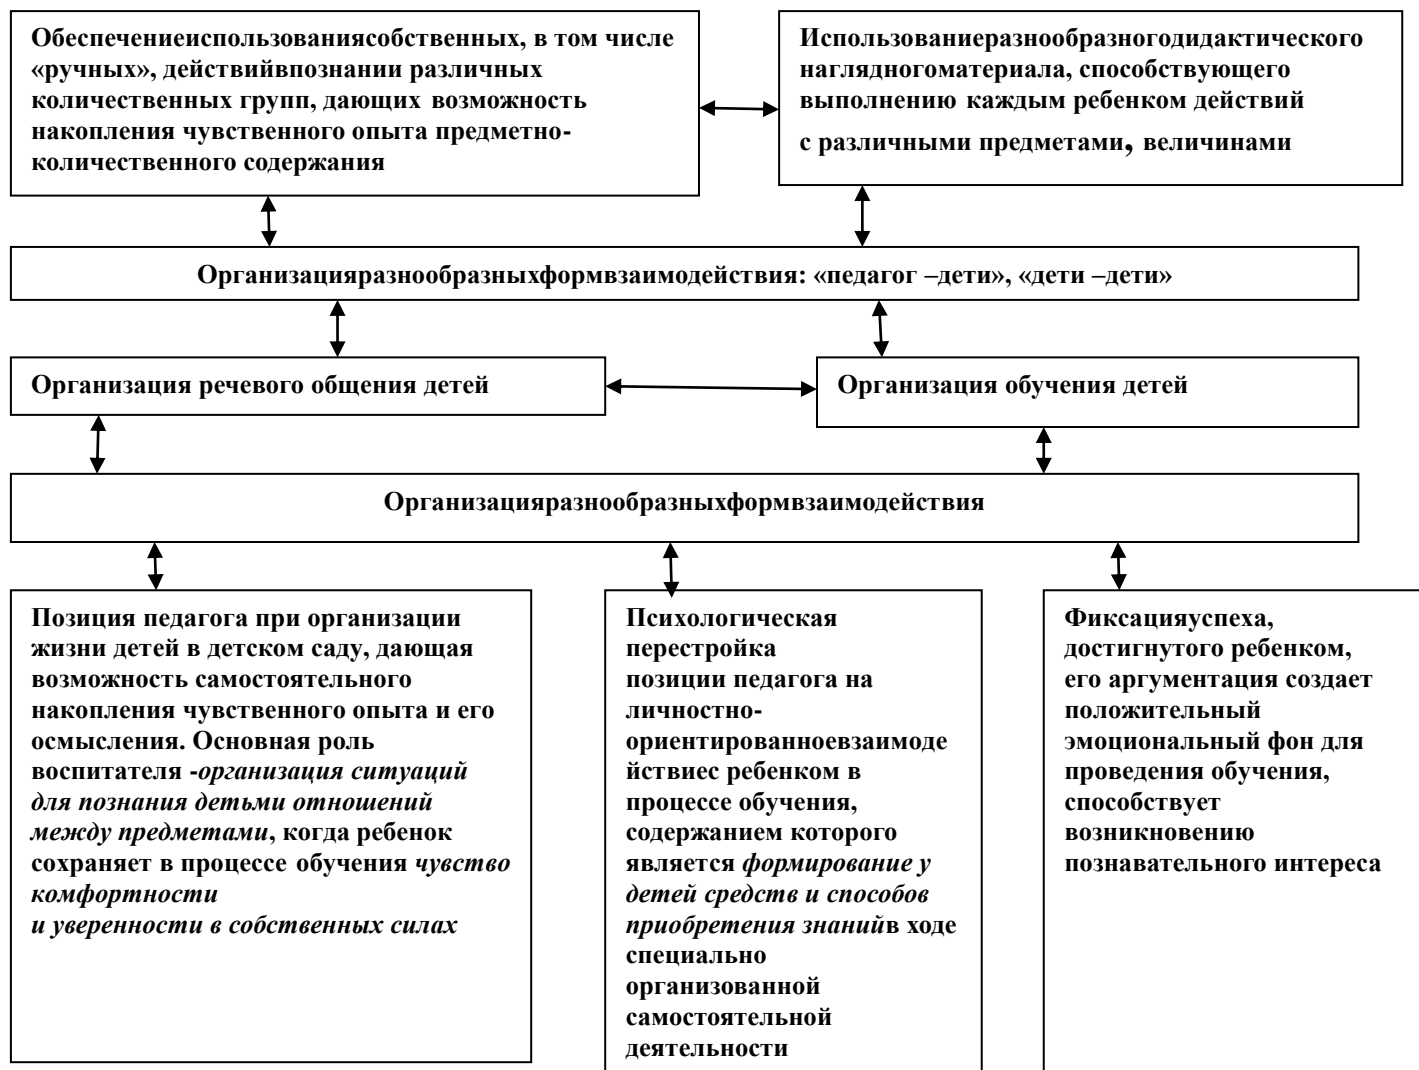 Обеспечениеиспользованиясобственных, в том числе
«ручных», действийвпознании различных
количественных групп, дающих возможность
накопления чувственного опыта предметно-
количественного содержания
Использованиеразнообразногодидактического
наглядногоматериала, способствующего
выполнению каждым ребенком действий
с различными предметами, величинами
Организацияразнообразныхформвзаимодействия: «педагог –дети», «дети –дети»
Организация речевого общения детей
Организация обучения детей
Организацияразнообразныхформвзаимодействия
Позиция педагога при организации
жизни детей в детском саду, дающая
возможность самостоятельного
накопления чувственного опыта и его
осмысления. Основная роль
воспитателя -организация ситуаций
для познания детьми отношений
между предметами, когда ребенок
сохраняет в процессе обучения чувство
комфортности
и уверенности в собственных силах
Психологическая
перестройка
позиции педагога на
личностно-
ориентированноевзаимоде
йствиес ребенком в
процессе обучения,
содержанием которого
является формирование у
детей средств и способов
приобретения знанийв ходе
специально
организованной
самостоятельной
деятельности
Фиксацияуспеха,
достигнутого ребенком,
его аргументация создает
положительный
эмоциональный фон для
проведения обучения,
способствует
возникновению
познавательного интереса